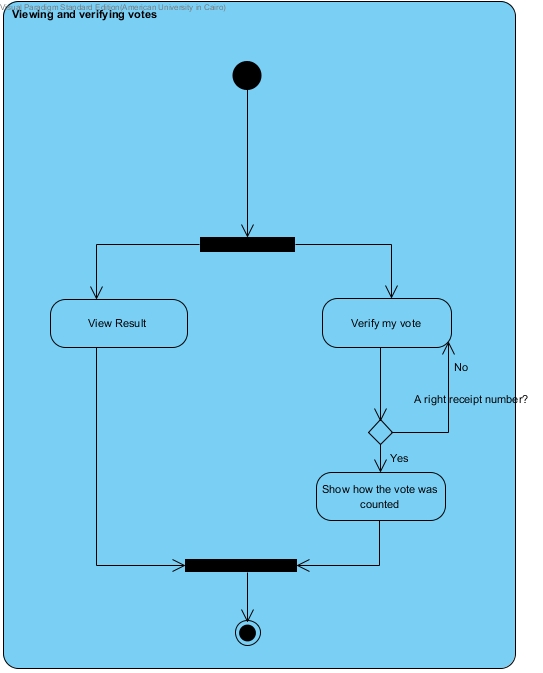 Visual Paradigm Standard Edition(American University in Cairo)
Viewing and verifying votes
View Result
Verify my vote
No
A right receipt number?
Yes
Show how the vote was
counted